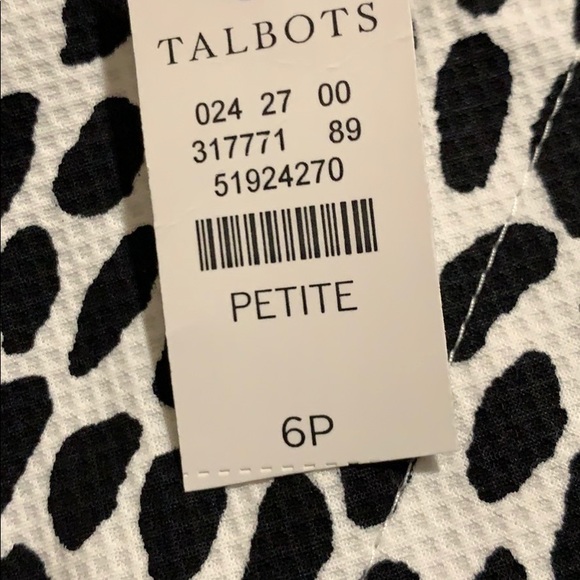 TALBOTS
024 27 00
317771 89
51924270
PETITE
6P